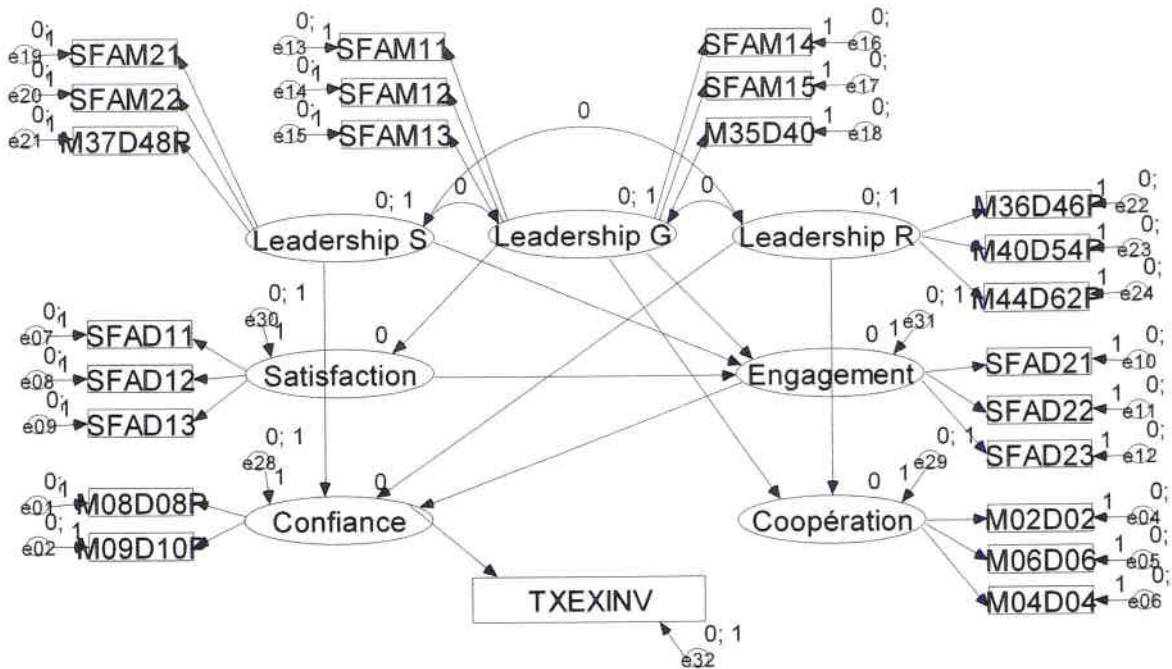 0; 1 SFAM21 e19
0; 1 SFAM22 e20
0; 1 M37D48R e21
0; 1 SFAM11 e13
0; 1 SFAM12 e14
0; 1 SFAM13 e15
SFAM14 1 0; e16
SFAM15 1 0; e17
M35D40 1 0; e18
0
0
0
0; 1 Leadership S
0; 1 Leadership G
0; 1 Leadership R
1 0; e22
1 0; e23
1 0; e24
0; 1 SFAD11 e07
0; 1 SFAD12 e08
0; 1 SFAD13 e09
0; 1
e30
1
0
Satisfaction
0; 1
e31
0 1
Engagement
SFAD21 1 0; e10
SFAD22 1 0; e11
SFAD23 1 0; e12
0; 1 e01
0; 1 e02
0; 1
e28
1
0
Confiance
0; 1
e29
0 1
Coopération
M02D02 1 0; e04
M06D06 1 0; e05
M04D04 1 0; e06
TXEXINV
0; 1
e32